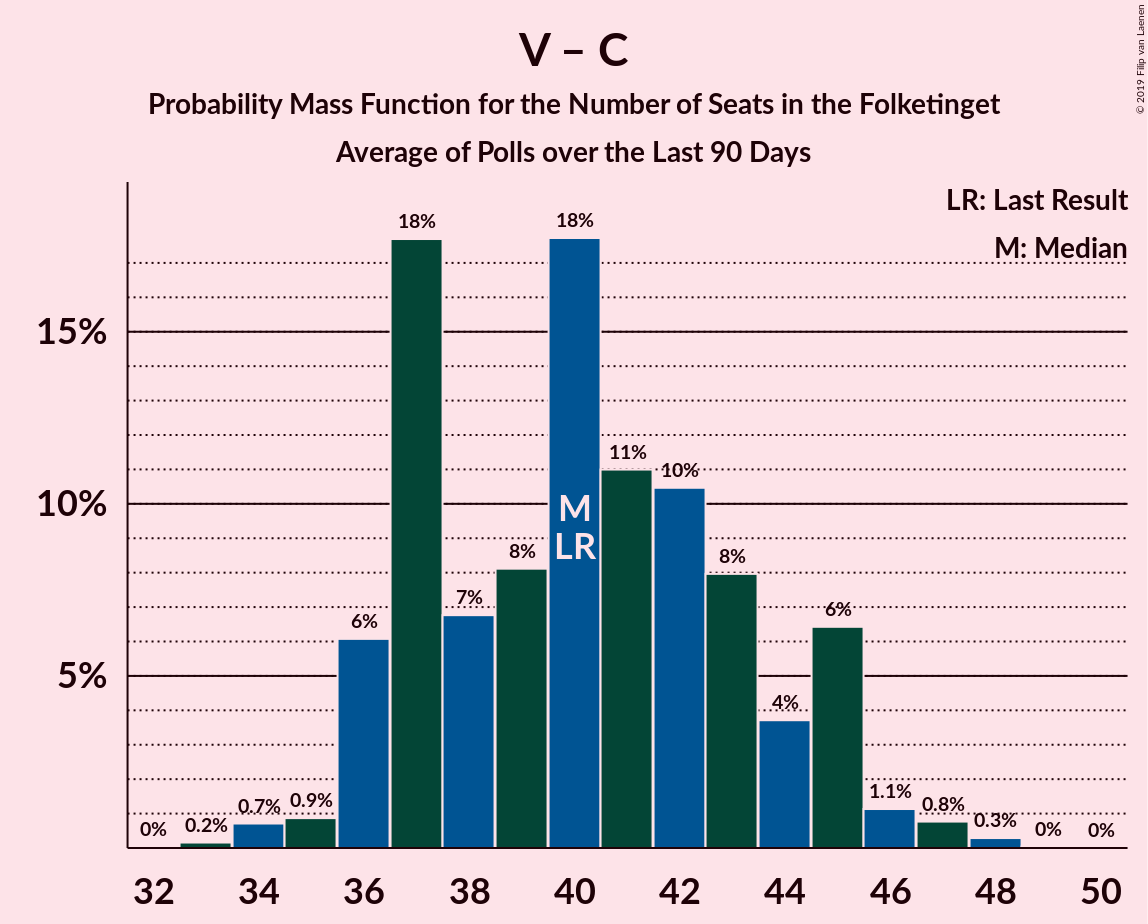 V – C
Probability Mass Function for the Number of Seats in the Folketinget
Average of Polls over the Last 90 Days
© 2019 Filip van Laenen
LR: Last Result
M: Median
15%
10%
5%
0%
0.2%
0.7%
0.9%
6%
18%
7%
8%
18%
11%
10%
8%
4%
6%
1.1%
0.8%
0.3%
0%
0%
M
LR
32 34 36 38 40 42 44 46 48 50